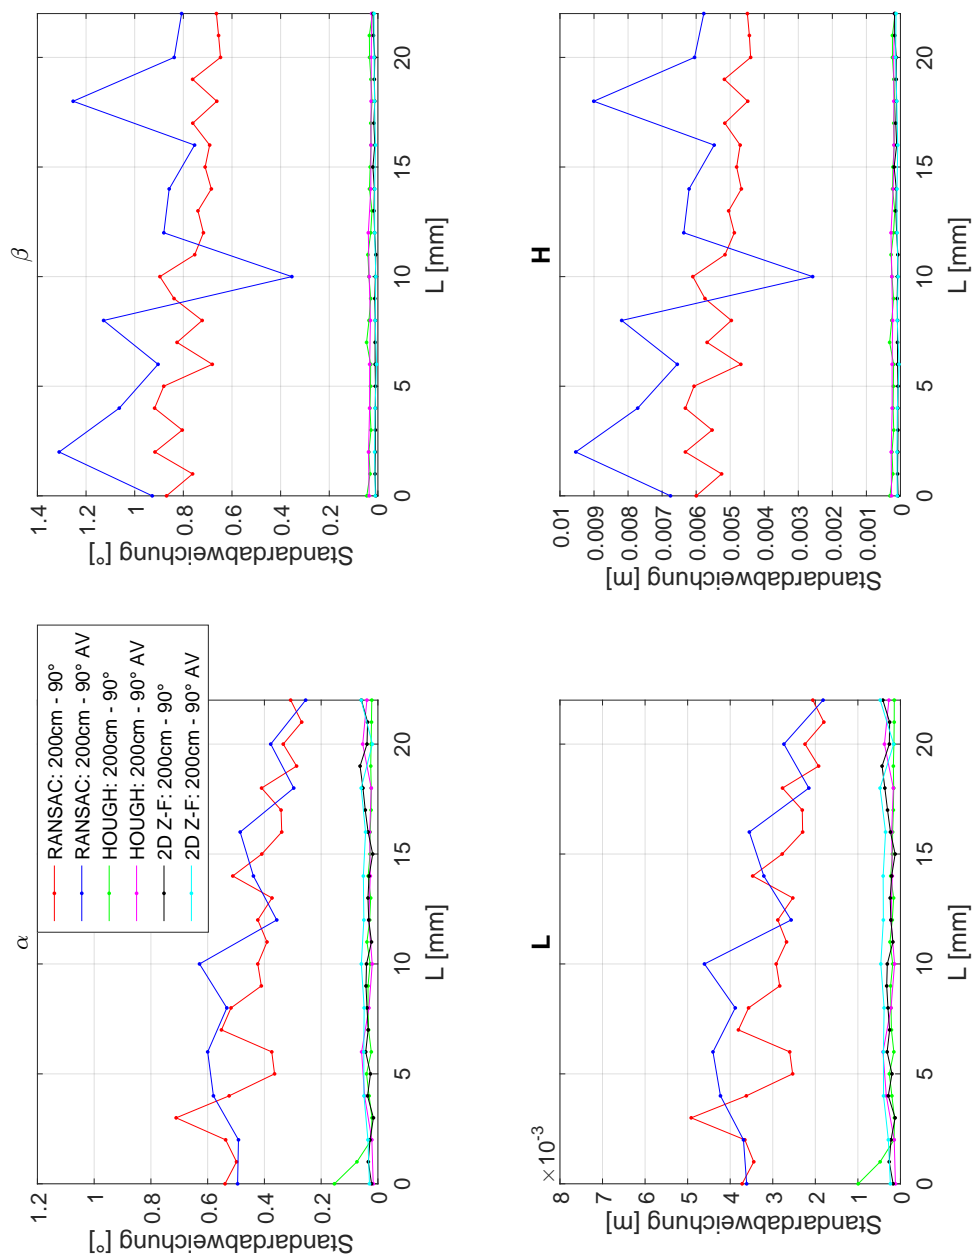 α
1.2
1
0.8
0.6
0.4
0.2
0
Standardabweichung [°]
0 5 10 15 20
L [mm]
RANSAC: 200cm - 90°
RANSAC: 200cm - 90° AV
HOUGH: 200cm - 90°
HOUGH: 200cm - 90° AV
2D Z-F: 200cm - 90°
2D Z-F: 200cm - 90° AV
β
1.4
1.2
1
0.8
0.6
0.4
0.2
0
Standardabweichung [°]
0 5 10 15 20
L [mm]
L
×10⁻³
8
7
6
5
4
3
2
1
0
Standardabweichung [m]
0 5 10 15 20
L [mm]
H
0.01
0.009
0.008
0.007
0.006
0.005
0.004
0.003
0.002
0.001
0
Standardabweichung [m]
0 5 10 15 20
L [mm]